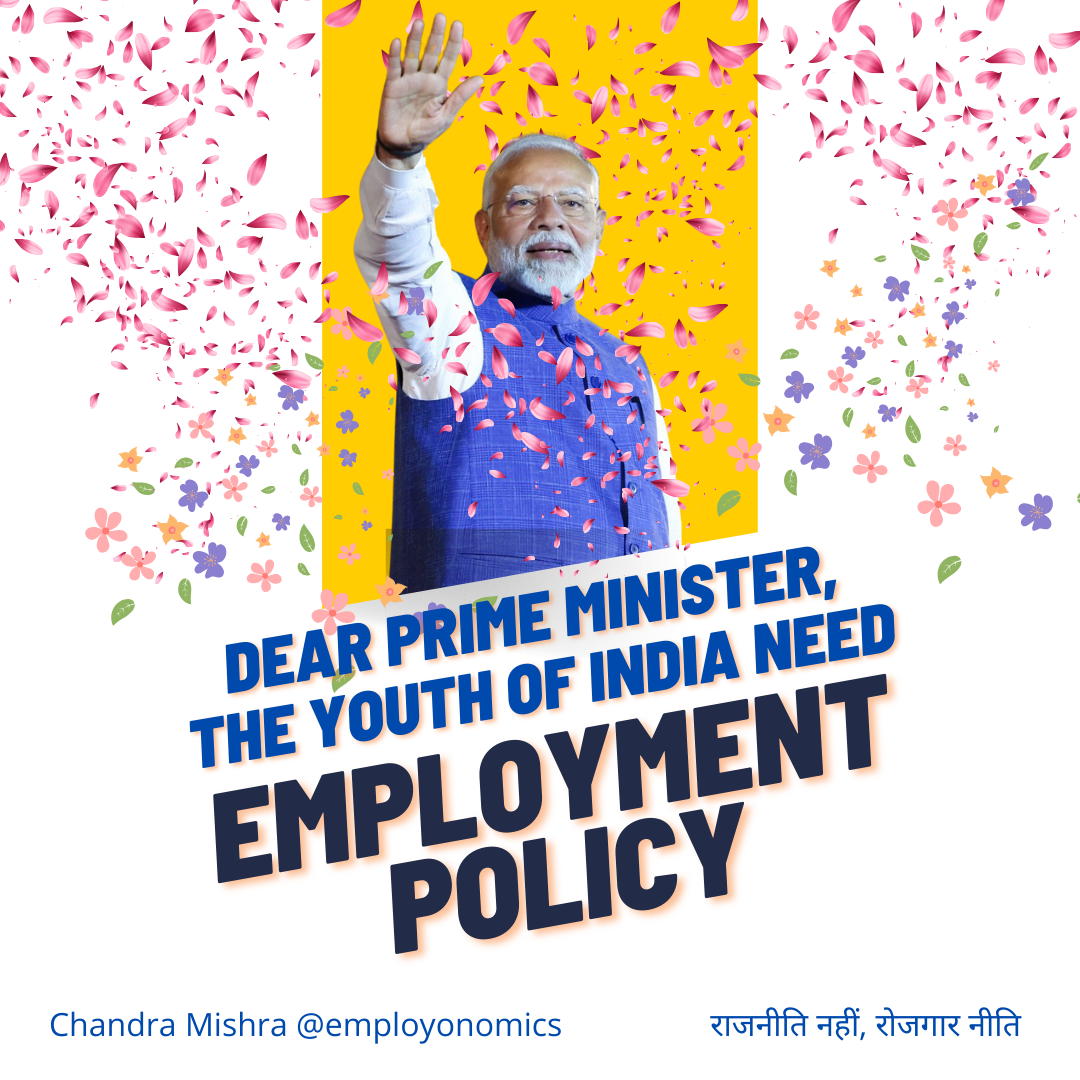 DEAR PRIME MINISTER,
THE YOUTH OF INDIA NEED
EMPLOYMENT
POLICY
Chandra Mishra @employonomics
राजनीति नहीं, रोजगार नीति